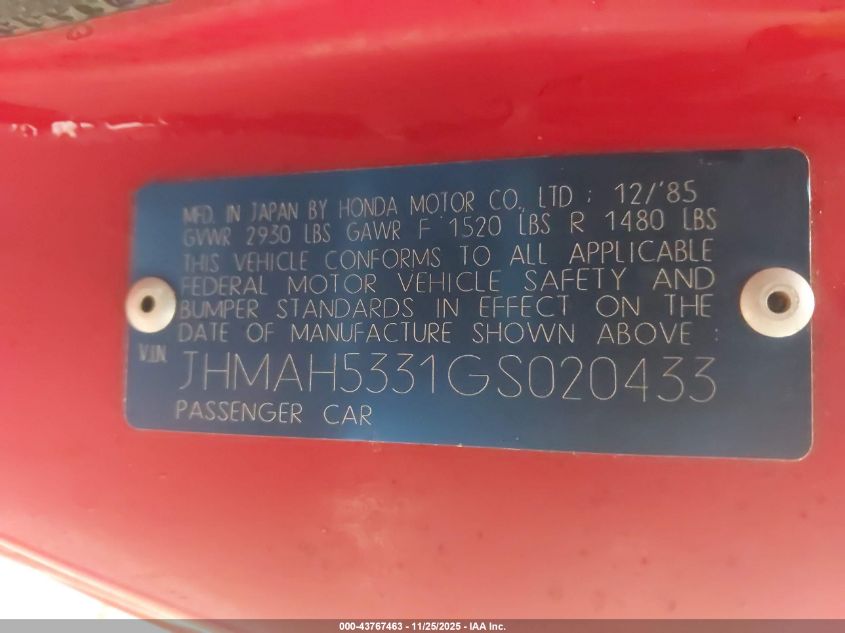 MFD. IN JAPAN BY HONDA MOTOR CO., LTD : 12/'85
GVWR 2930 LBS GAWR F 1520 LBS R 1480 LBS
THIS VEHICLE CONFORMS TO ALL APPLICABLE
FEDERAL MOTOR VEHICLE SAFETY AND
BUMPER STANDARDS IN EFFECT ON THE
DATE OF MANUFACTURE SHOWN ABOVE :
V.I.N JHMAH5331GS020433
PASSENGER CAR
000-43767463 - 11/25/2025 - IAA Inc.